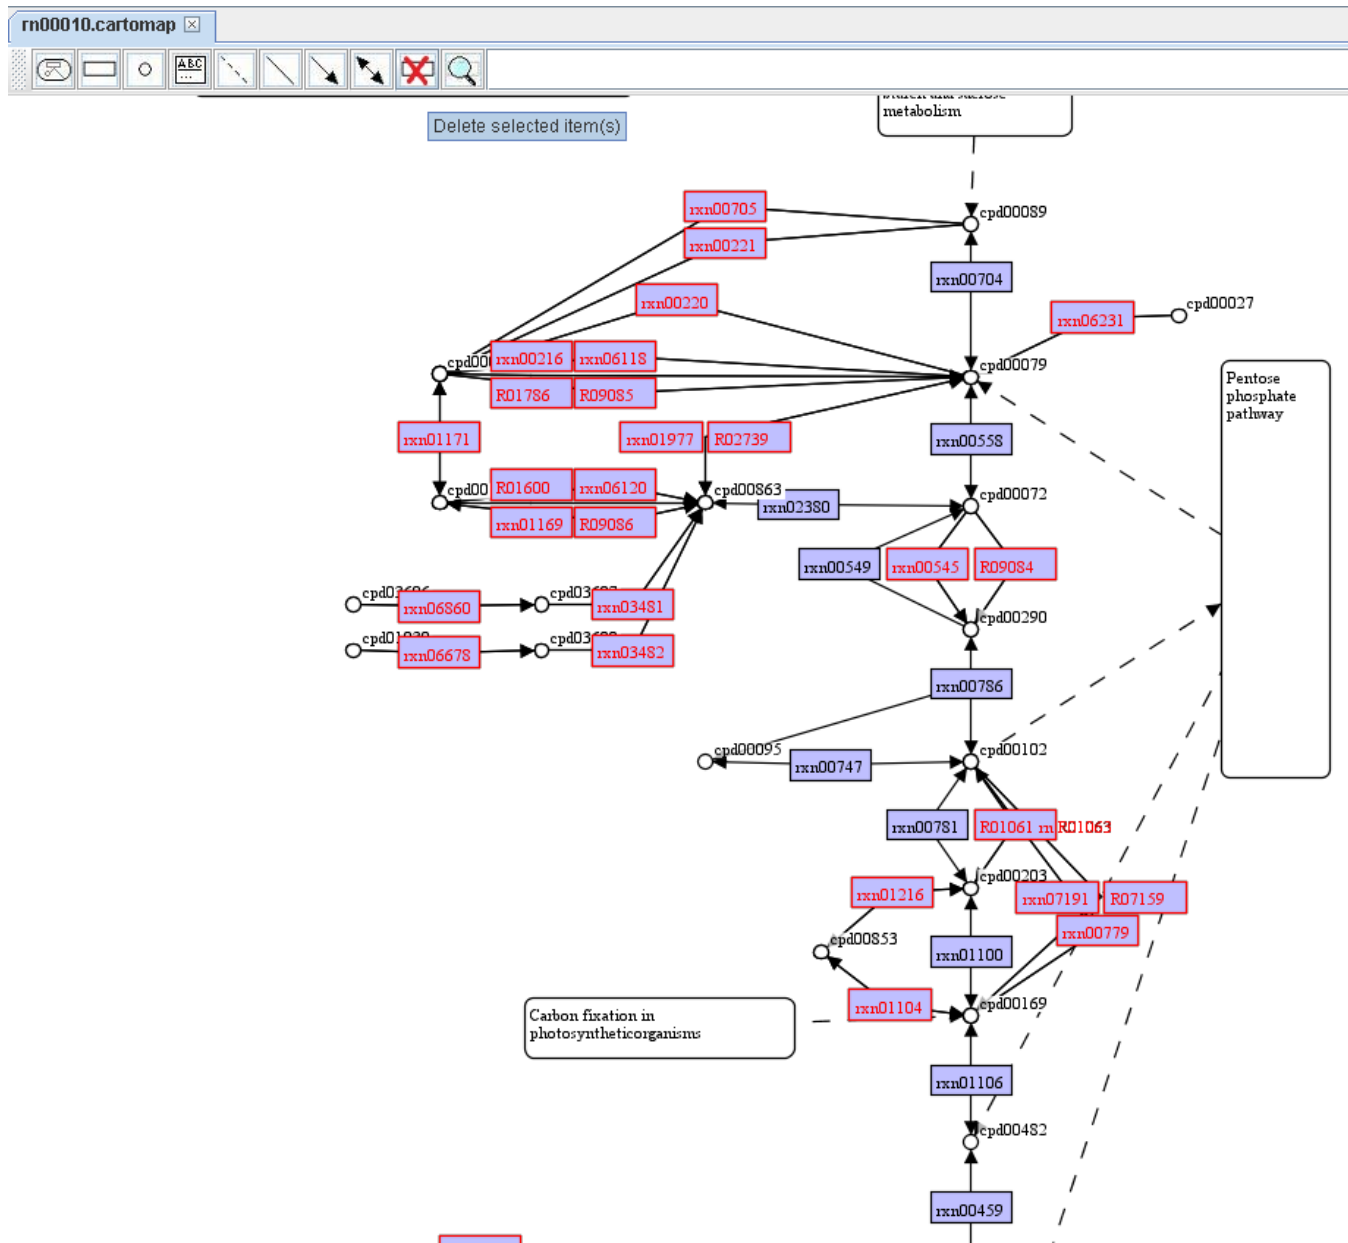 rn00010.cartomap
ABC
...
metabolism
Delete selected item(s)
rxn00705
cpd00089
rxn00221
rxn00704
rxn00220
cpd00027
rxn06231
rxn00216
rxn06118
cpd00079
R01786
R09085
Pentose
phosphate
pathway
rxn01171
rxn01977
R02739
rxn00558
R01600
rxn06120
cpd00863
cpd00072
rxn02380
rxn01169
R09086
rxn00549
rxn00545
R09084
rxn06860
rxn03481
cpd00290
rxn06678
rxn03482
rxn00786
cpd00095
cpd00102
rxn00747
rxn00781
R01061 rn R01063
cpd00203
rxn01216
rxn07191
R07159
rxn00779
cpd00853
rxn01100
cpd00169
rxn01104
Carbon fixation in
photosyntheticorganisms
rxn01106
cpd00482
rxn00459